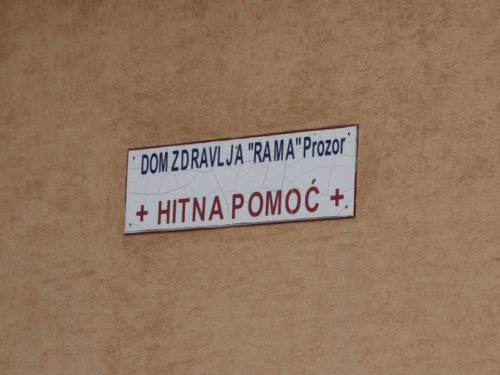 DOM ZDRAVLJA "RAMA" Prozor
+ HITNA POMOĆ +